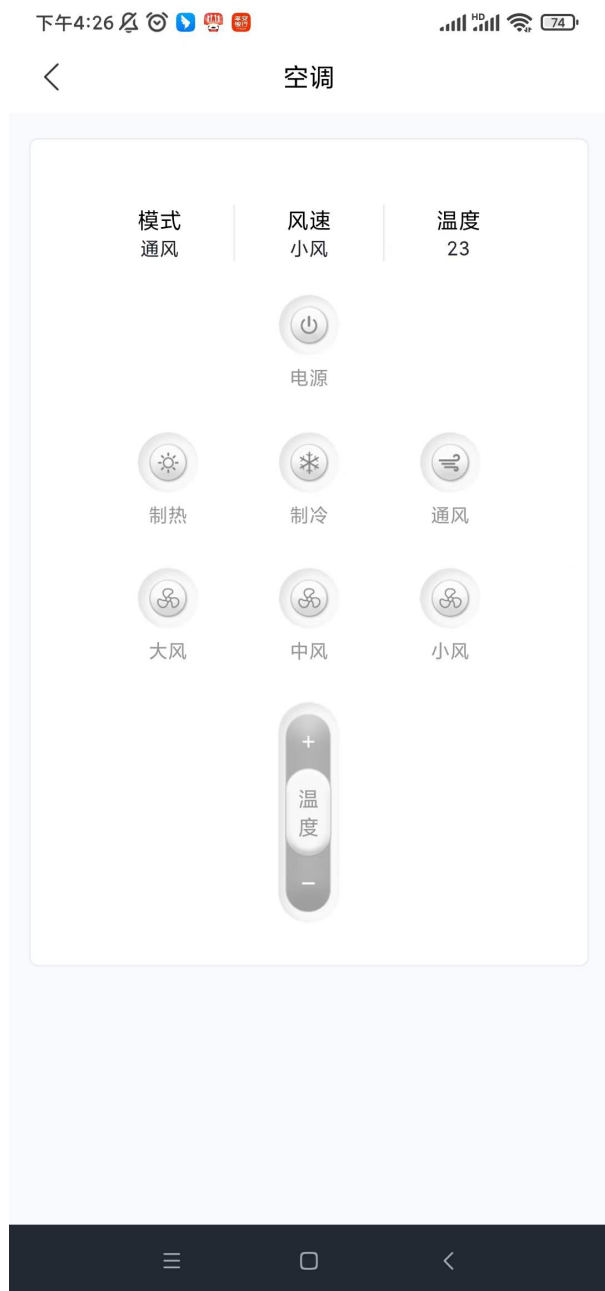 下午4:26
HD
74
空调
模式 风速 温度
通风 小风 23
电源
制热 制冷 通风
大风 中风 小风
+
温
度
−